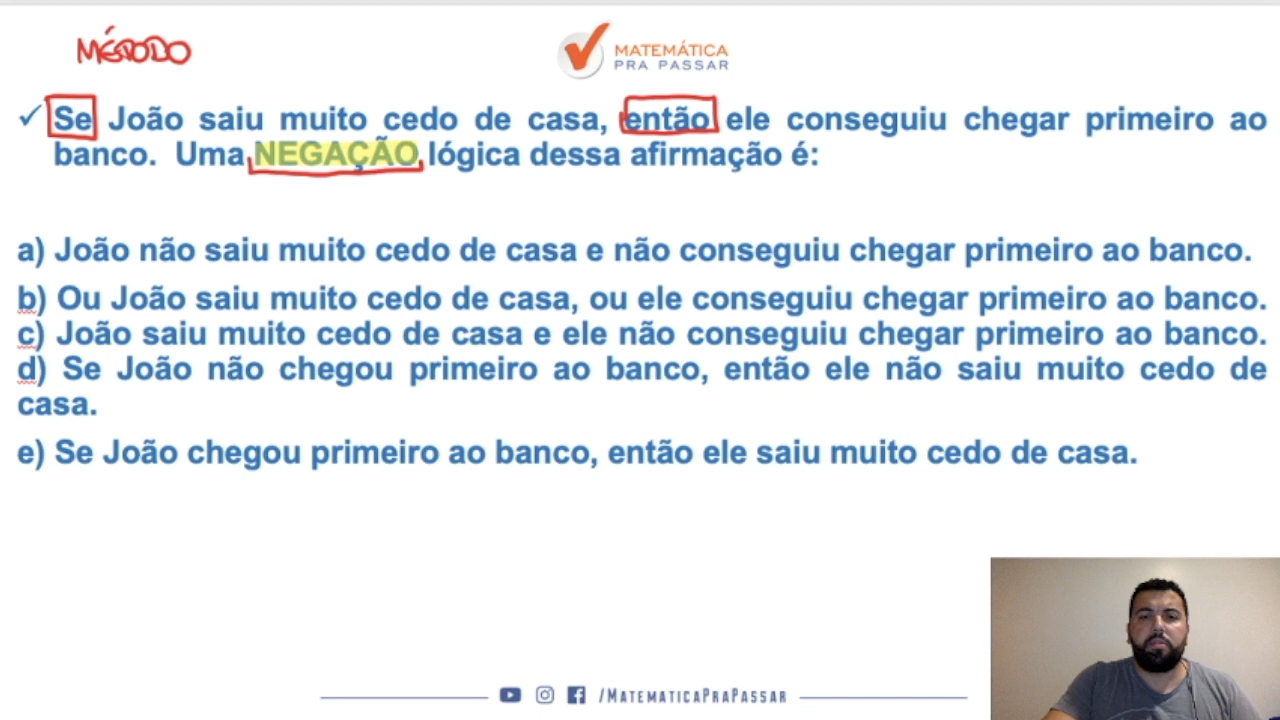 MÉTODO
MATEMÁTICA
PRA PASSAR
✓ Se João saiu muito cedo de casa, então ele conseguiu chegar primeiro ao
banco. Uma NEGAÇÃO lógica dessa afirmação é:
a) João não saiu muito cedo de casa e não conseguiu chegar primeiro ao banco.
b) Ou João saiu muito cedo de casa, ou ele conseguiu chegar primeiro ao banco.
c) João saiu muito cedo de casa e ele não conseguiu chegar primeiro ao banco.
d) Se João não chegou primeiro ao banco, então ele não saiu muito cedo de
casa.
e) Se João chegou primeiro ao banco, então ele saiu muito cedo de casa.
/MATEMATICAPRAPASSAR